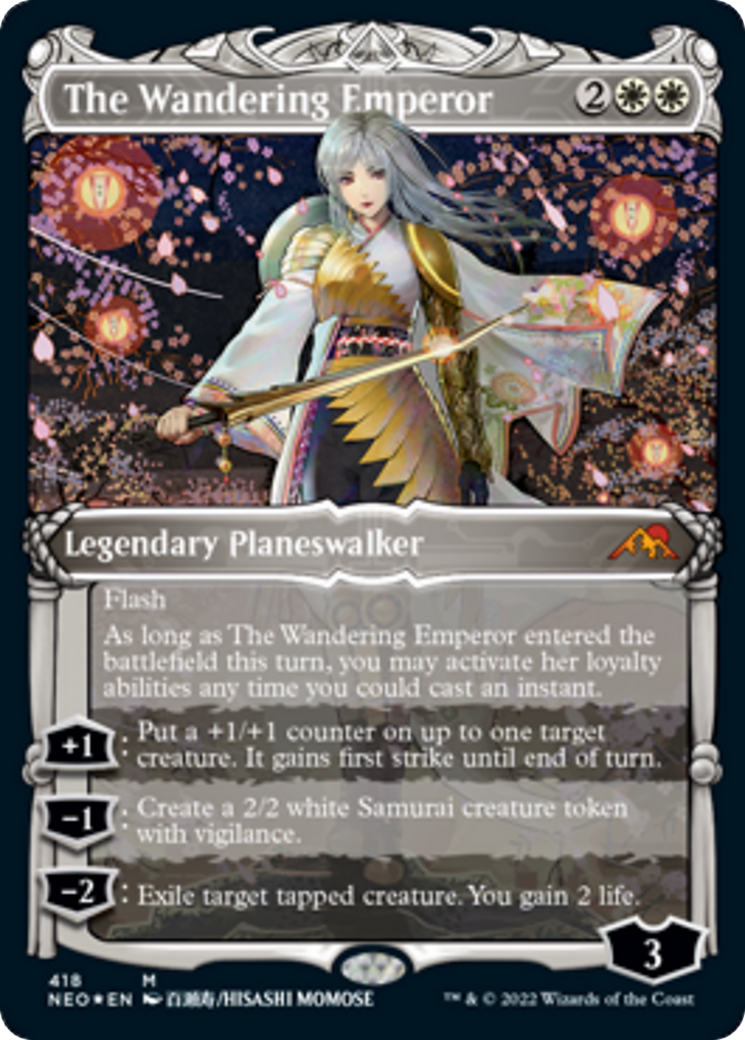 The Wandering Emperor 2
Legendary Planeswalker
Flash
As long as The Wandering Emperor entered the
battlefield this turn, you may activate her loyalty
abilities any time you could cast an instant.
+1 : Put a +1/+1 counter on up to one target
creature. It gains first strike until end of turn.
−1 : Create a 2/2 white Samurai creature token
with vigilance.
−2 : Exile target tapped creature. You gain 2 life.
3
418 M
NEO★EN 百瀬寿/HISASHI MOMOSE ™ & © 2022 Wizards of the Coast